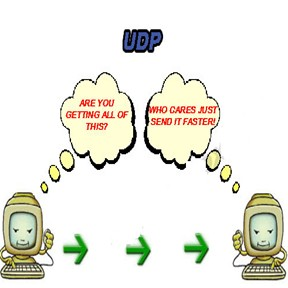 UDP
ARE YOU
GETTING ALL OF
THIS?
WHO CARES JUST
SEND IT FASTER!